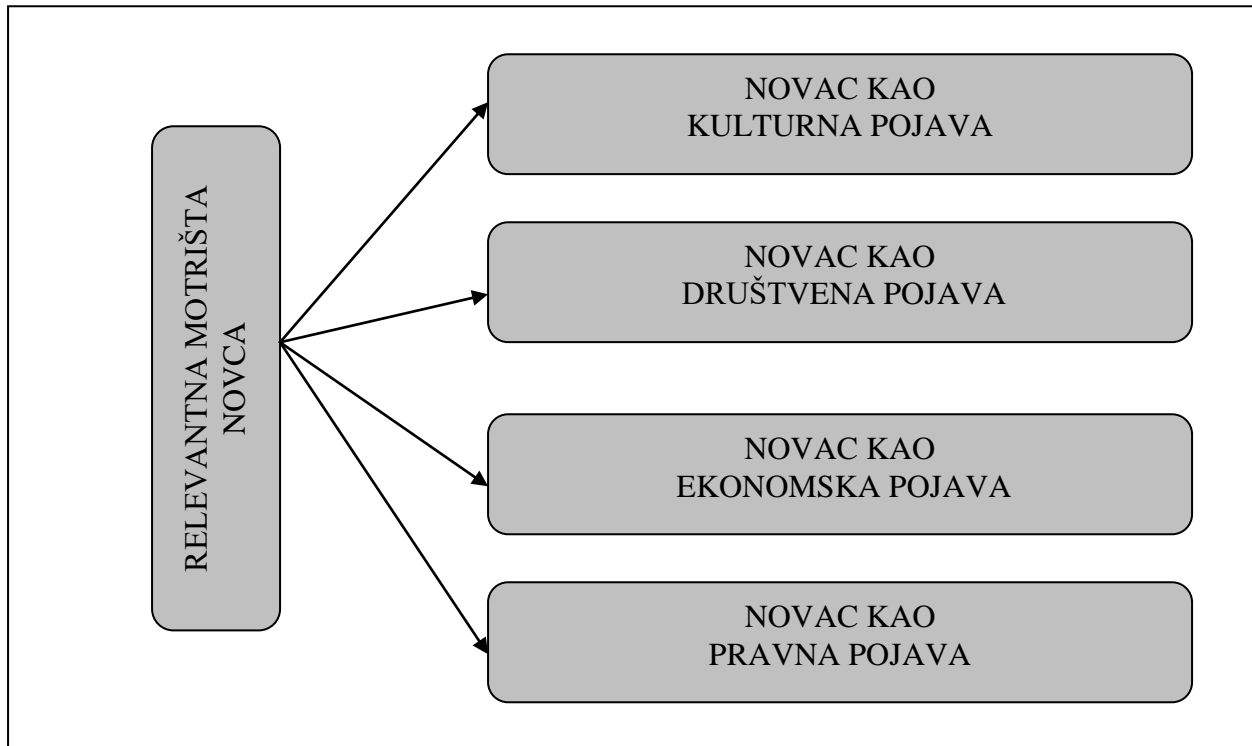 RELEVANTNA MOTRIŠTA
NOVCA
NOVAC KAO
KULTURNA POJAVA
NOVAC KAO
DRUŠTVENA POJAVA
NOVAC KAO
EKONOMSKA POJAVA
NOVAC KAO
PRAVNA POJAVA